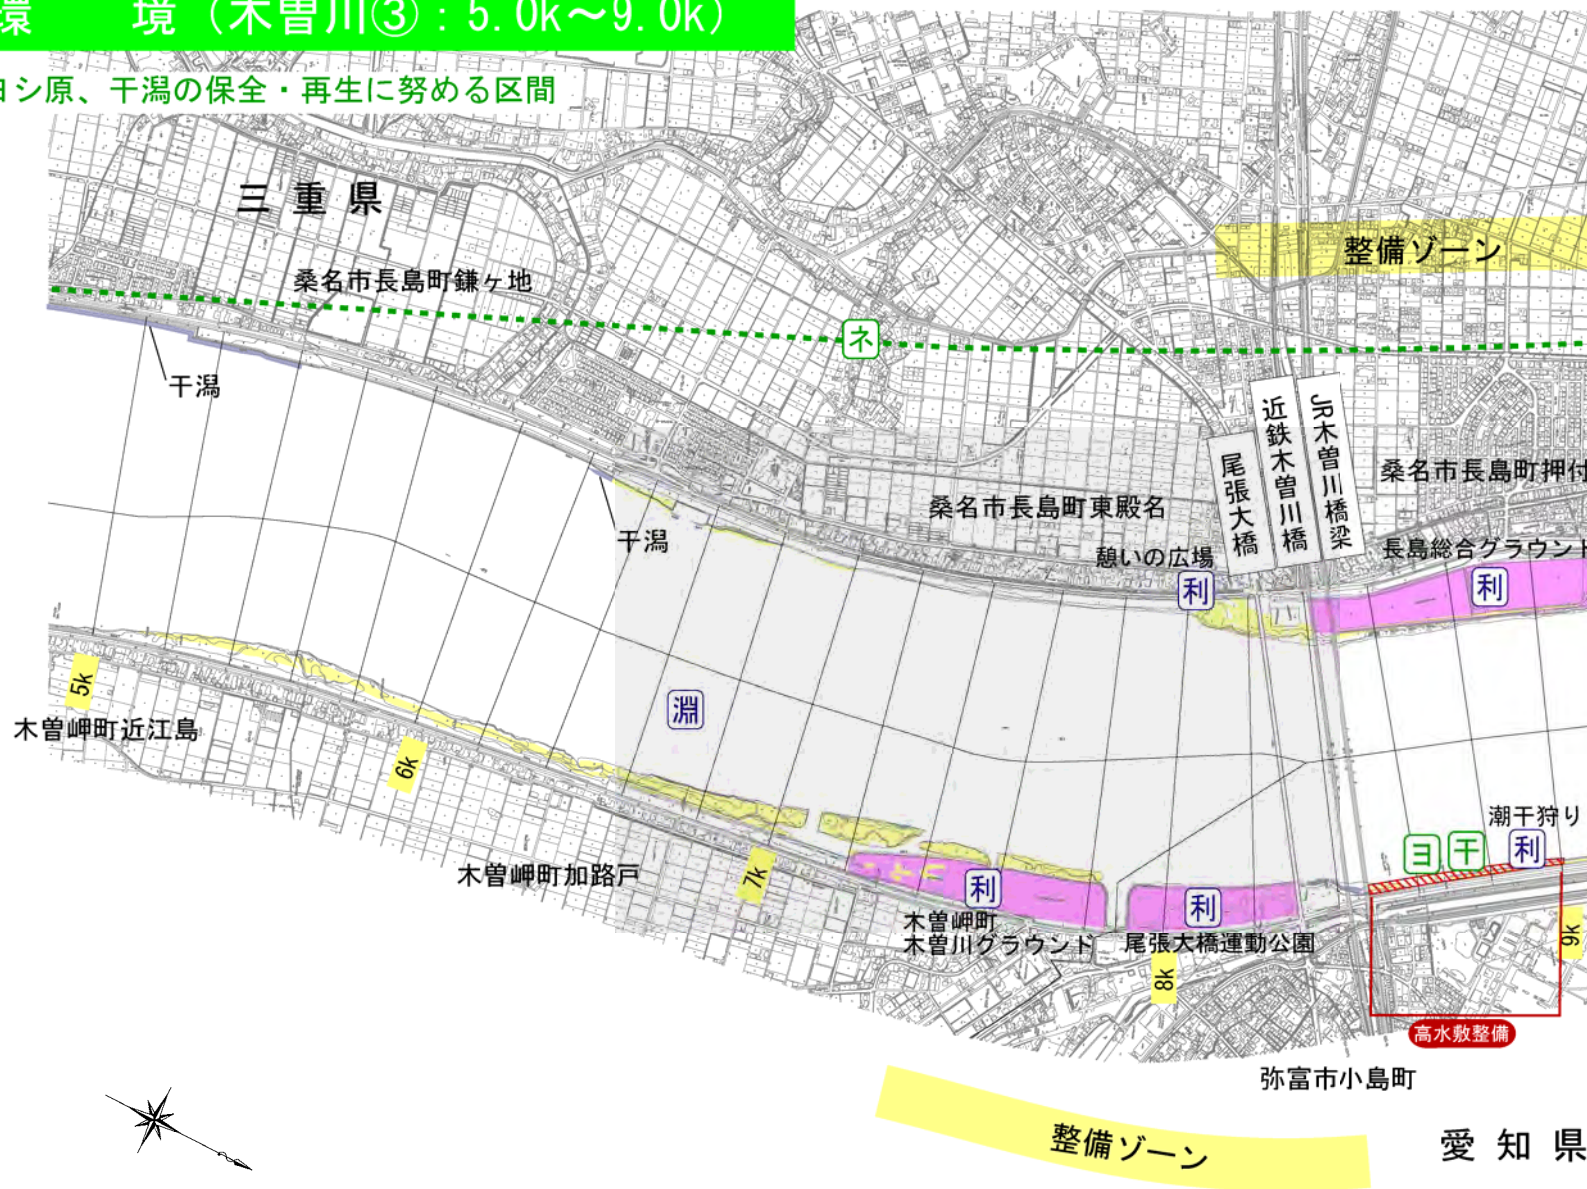 環 境（木曽川③：5.0k～9.0k）
ヨシ原、干潟の保全・再生に努める区間
三重県
桑名市長島町鎌ヶ地
整備ゾーン
ネ
干潟
干潟
桑名市長島町東殿名
憩いの広場
利
尾張大橋
近鉄木曽川橋
JR木曽川橋梁
桑名市長島町押付
長島総合グラウンド
利
淵
5k
木曽岬町近江島
6k
木曽岬町加路戸
7k
利
木曽岬町
木曽川グラウンド
利
尾張大橋運動公園
8k
潮干狩り
ヨ 干 利
9k
高水敷整備
弥富市小島町
整備ゾーン
愛知県